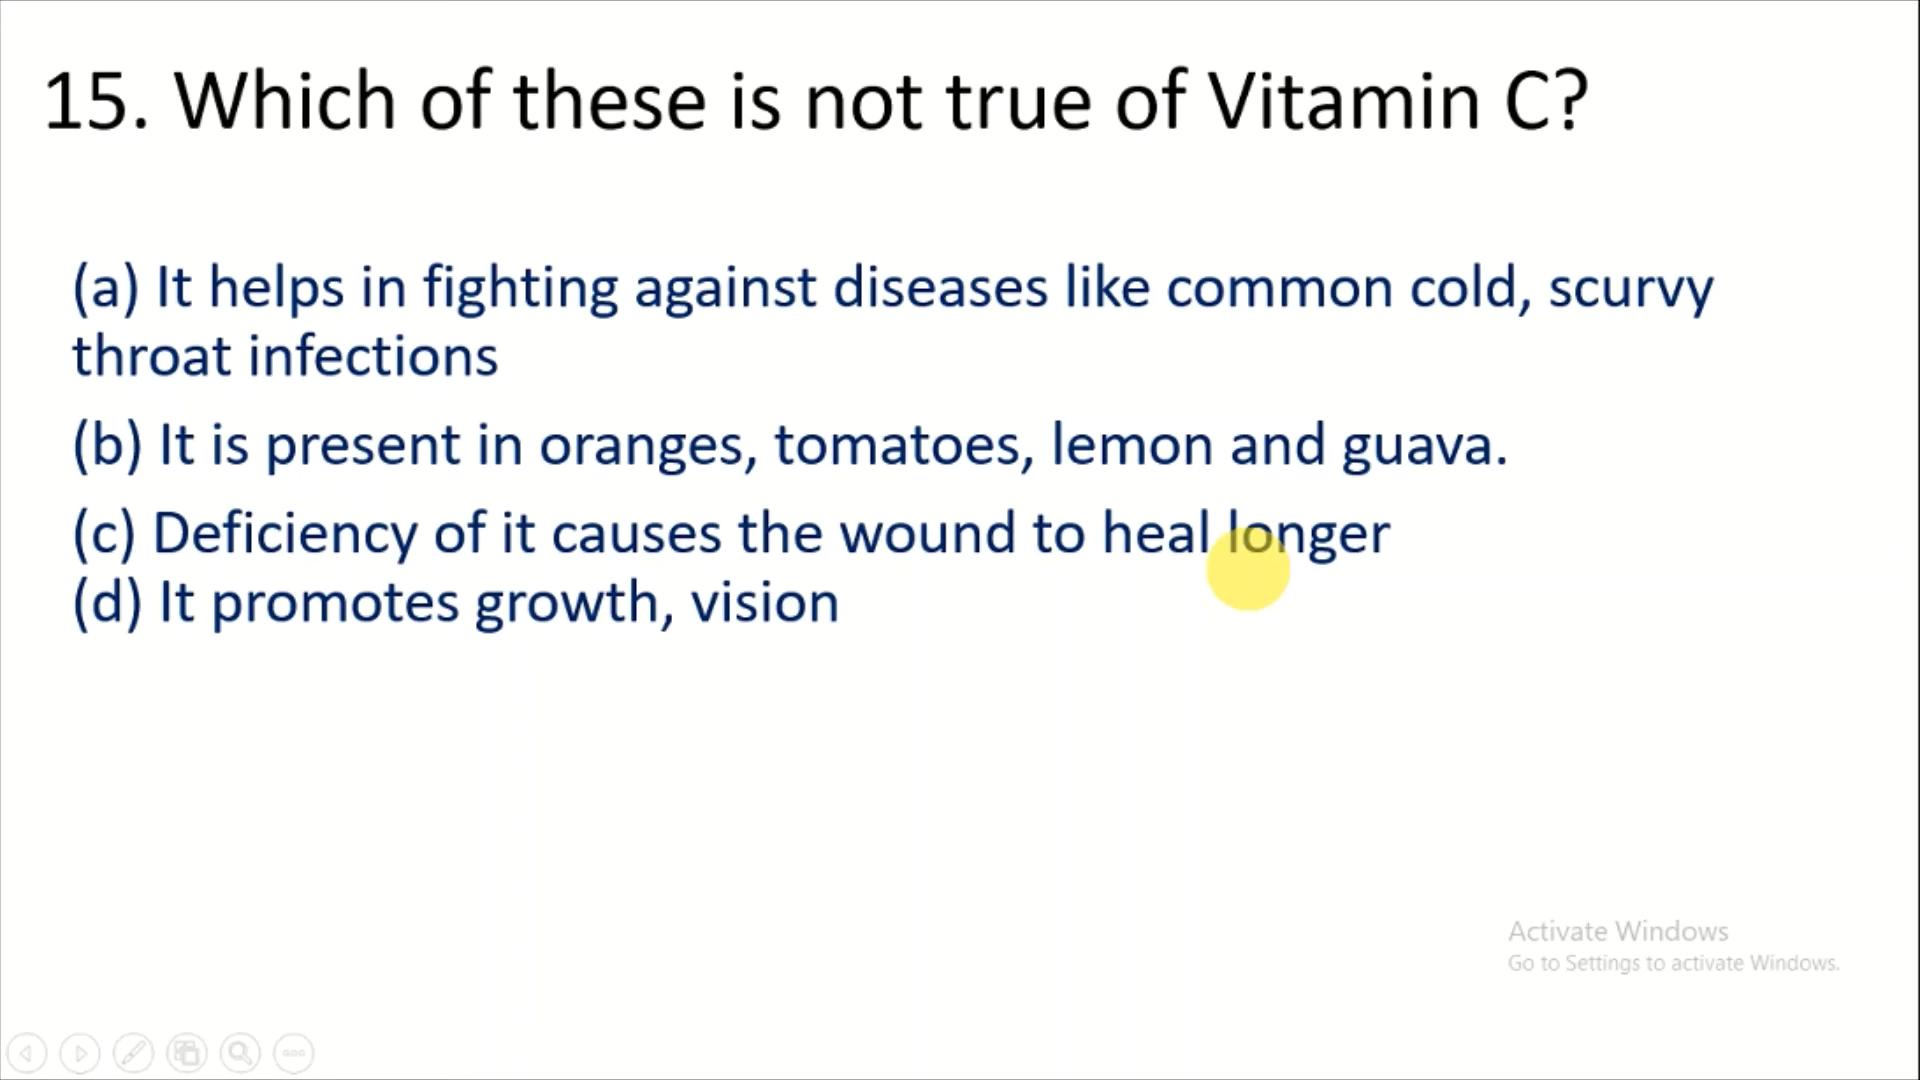 15. Which of these is not true of Vitamin C?
(a) It helps in fighting against diseases like common cold, scurvy
throat infections
(b) It is present in oranges, tomatoes, lemon and guava.
(c) Deficiency of it causes the wound to heal longer
(d) It promotes growth, vision
Activate Windows
Go to Settings to activate Windows.